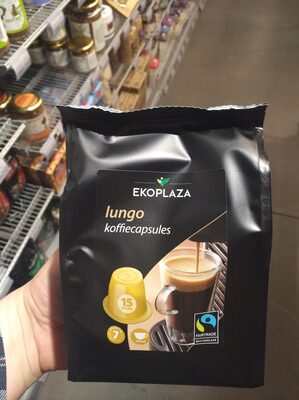 EKOPLAZA
lungo
koffiecapsules
15
7
FAIRTRADE